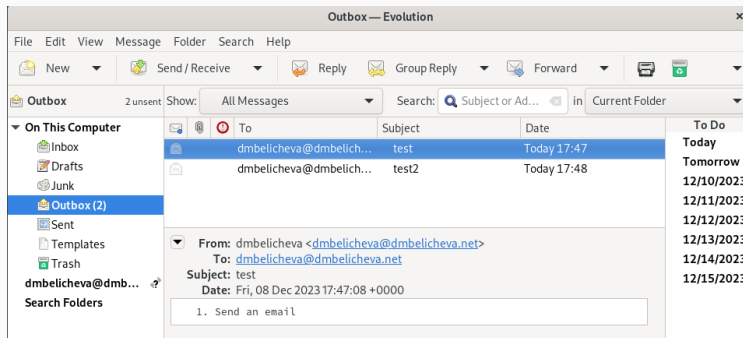 Outbox — Evolution
File Edit View Message Folder Search Help
New Send / Receive Reply Group Reply Forward
Outbox 2 unsent Show: All Messages Search: Subject or Ad... in Current Folder
On This Computer
Inbox
Drafts
Junk
Outbox (2)
Sent
Templates
Trash
dmbelicheva@dmb...
Search Folders
To Subject Date
dmbelicheva@dmbelich... test Today 17:47
dmbelicheva@dmbelich... test2 Today 17:48
From: dmbelicheva <dmbelicheva@dmbelicheva.net>
To: dmbelicheva@dmbelicheva.net
Subject: test
Date: Fri, 08 Dec 2023 17:47:08 +0000
1. Send an email
To Do
Today
Tomorrow
12/10/2023
12/11/2023
12/12/2023
12/13/2023
12/14/2023
12/15/2023